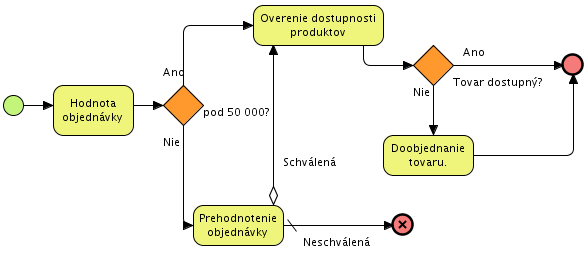 Overenie dostupnosti
produktov
Ano
Tovar dostupný?
Nie
Ano
Hodnota
objednávky
pod 50 000?
Nie
Doobjednanie
tovaru.
Schválená
Prehodnotenie
objednávky
Neschválená